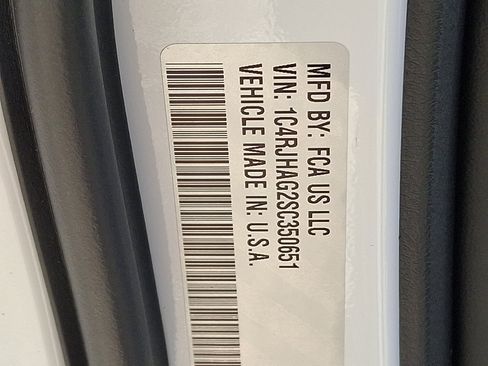 MFD BY: FCA US LLC
VIN: 1C4RJHAG2SC350651
VEHICLE MADE IN: U.S.A.